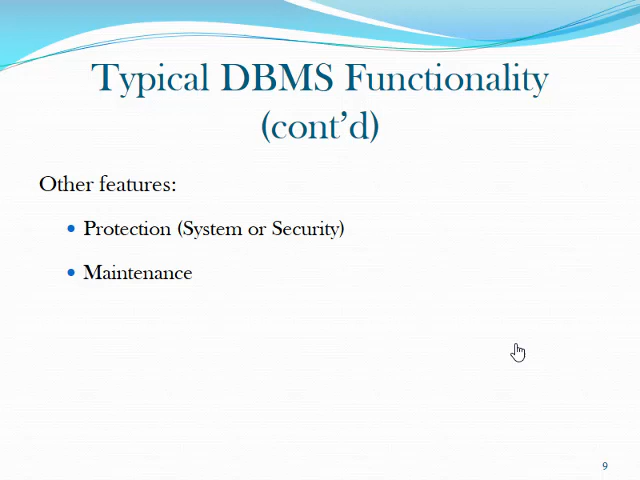 Typical DBMS Functionality
(cont’d)
Other features:
• Protection (System or Security)
• Maintenance
9